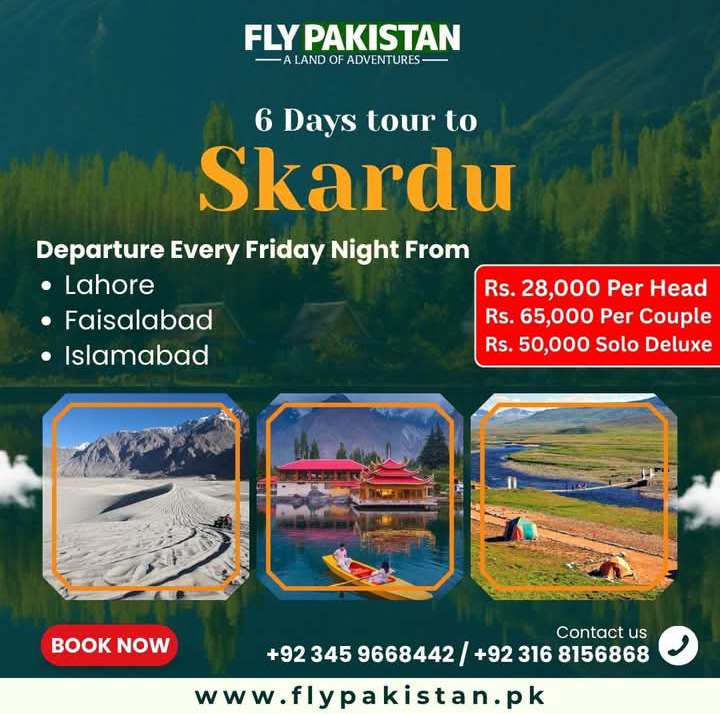 FLY PAKISTAN
A LAND OF ADVENTURES
6 Days tour to
Skardu
Departure Every Friday Night From
• Lahore
• Faisalabad
• Islamabad
Rs. 28,000 Per Head
Rs. 65,000 Per Couple
Rs. 50,000 Solo Deluxe
BOOK NOW
Contact us
+92 345 9668442 / +92 316 8156868
www.flypakistan.pk